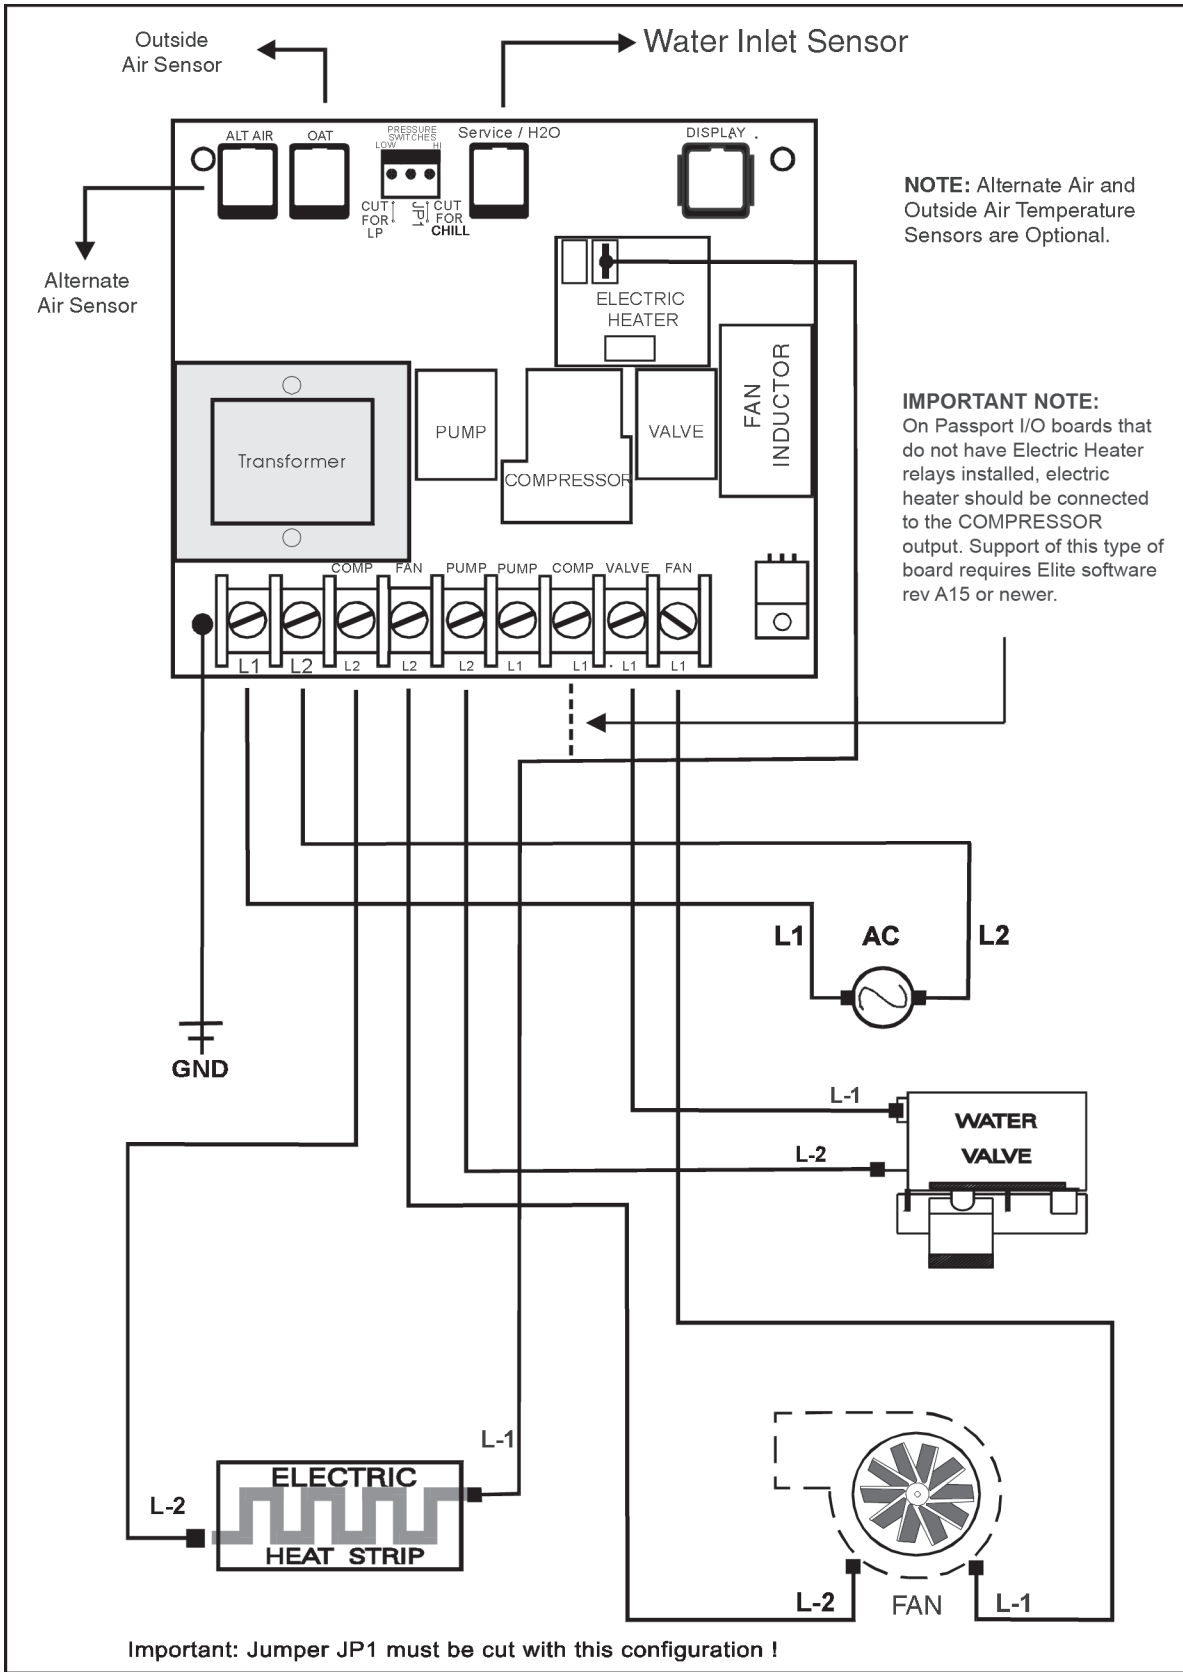 Outside
Air Sensor
Water Inlet Sensor
ALT AIR
OAT
PRESSURE
SWITCHES
LOW
HI
Service / H2O
DISPLAY
CUT
FOR
LP
JP1
CUT
FOR
CHILL
NOTE: Alternate Air and
Outside Air Temperature
Sensors are Optional.
Alternate
Air Sensor
ELECTRIC
HEATER
FAN
INDUCTOR
PUMP
VALVE
Transformer
COMPRESSOR
IMPORTANT NOTE:
On Passport I/O boards that
do not have Electric Heater
relays installed, electric
heater should be connected
to the COMPRESSOR
output. Support of this type of
board requires Elite software
rev A15 or newer.
COMP FAN PUMP PUMP COMP VALVE FAN
L1 L2 L2 L2 L2 L1 L1 L1 L1
L1 AC L2
GND
L-1
WATER
VALVE
L-2
L-1
ELECTRIC
L-2
HEAT STRIP
L-2 FAN L-1
Important: Jumper JP1 must be cut with this configuration !